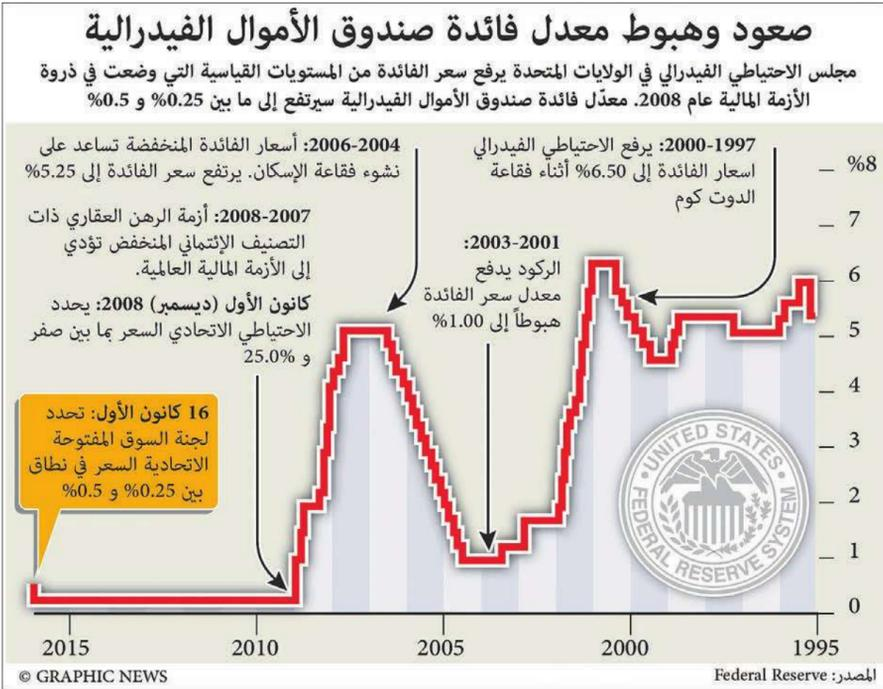 صعود وهبوط معدل فائدة صندوق الأموال الفيدرالية
مجلس الاحتياطي الفيدرالي في الولايات المتحدة يرفع سعر الفائدة من المستويات القياسية التي وضعت في ذروة
الأزمة المالية عام 2008. معدّل فائدة صندوق الأموال الفيدرالية سيرتفع إلى ما بين 0.25% و 0.5%
1997-2000: يرفع الاحتياطي الفيدرالي
اسعار الفائدة إلى 6.50% أثناء فقاعة
الدوت كوم
2004-2006: أسعار الفائدة المنخفضة تساعد على
نشوء فقاعة الإسكان. يرتفع سعر الفائدة إلى 5.25%
2001-2003:
الركود يدفع
معدل سعر الفائدة
هبوطاً إلى 1.00%
2007-2008: أزمة الرهن العقاري ذات
التصنيف الإئتماني المنخفض تؤدي
إلى الأزمة المالية العالمية.
كانون الأول (ديسمبر) 2008: يحدد
الاحتياطي الاتحادي السعر بما بين صفر
و 25.0%
16 كانون الأول: تحدد
لجنة السوق المفتوحة
الاتحادية السعر في نطاق
بين 0.25% و 0.5%
%8
7
6
5
4
3
2
1
0
UNITED STATES
FEDERAL RESERVE SYSTEM
1995
2000
2005
2010
2015
المصدر: Federal Reserve
© GRAPHIC NEWS